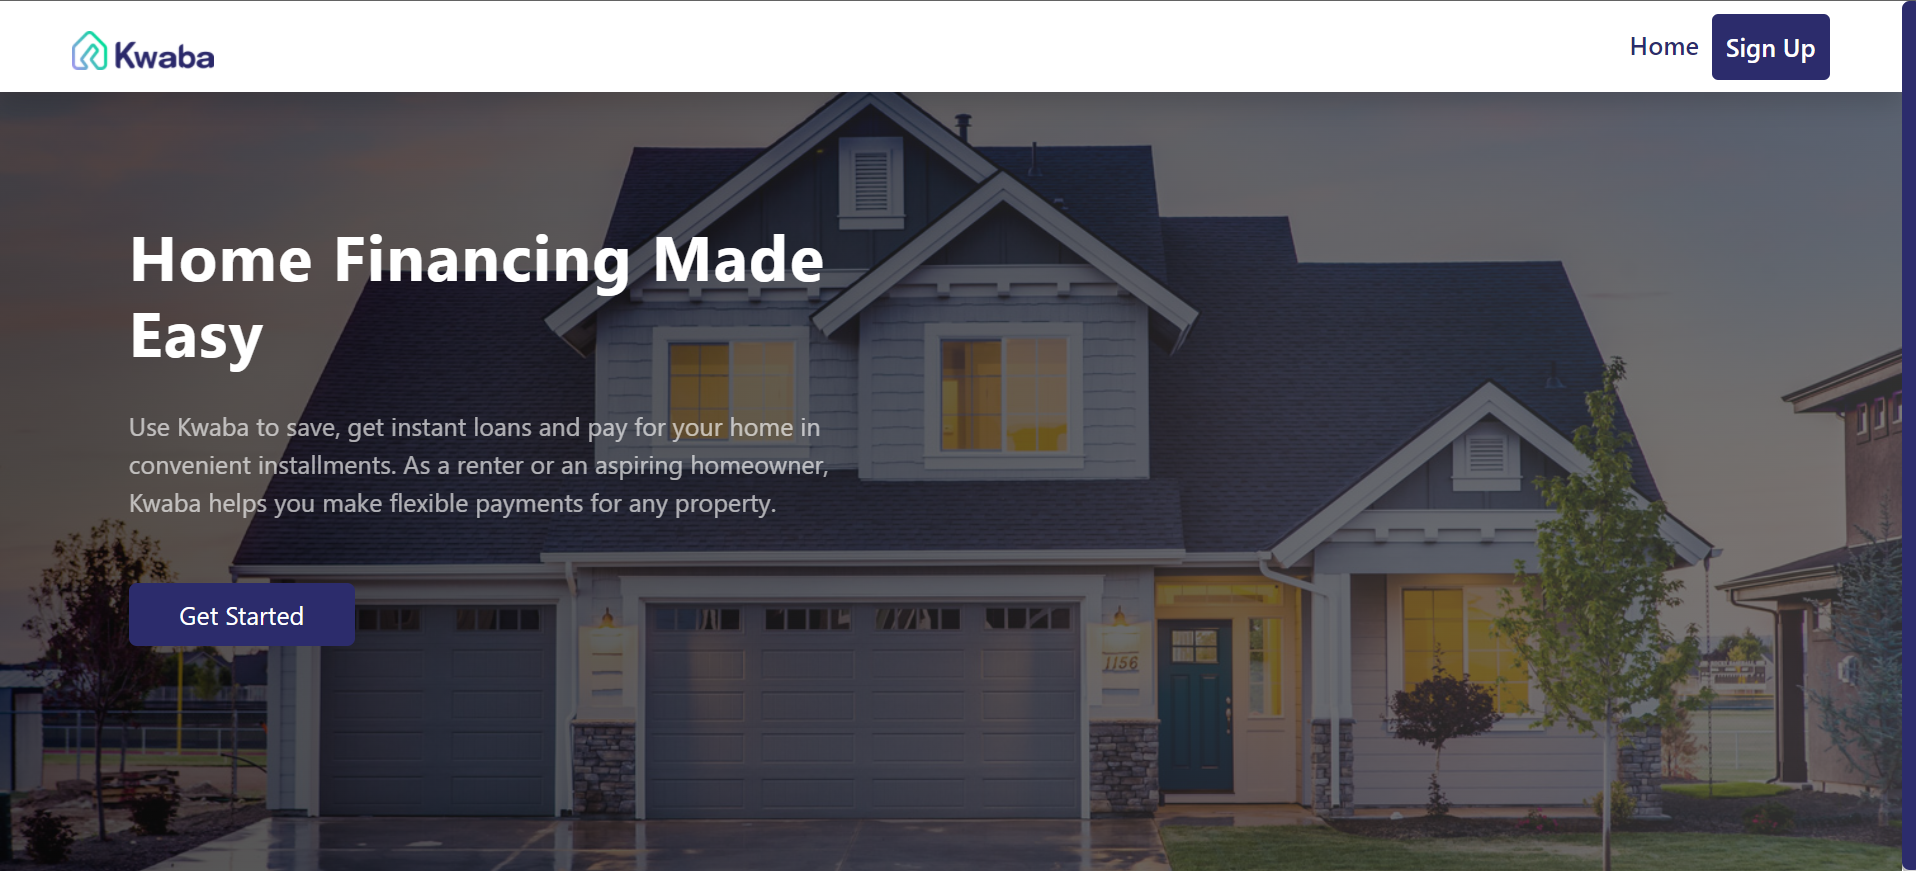 Kwaba
Home
Sign Up
Home Financing Made
Easy
Use Kwaba to save, get instant loans and pay for your home in
convenient installments. As a renter or an aspiring homeowner,
Kwaba helps you make flexible payments for any property.
Get Started
1156